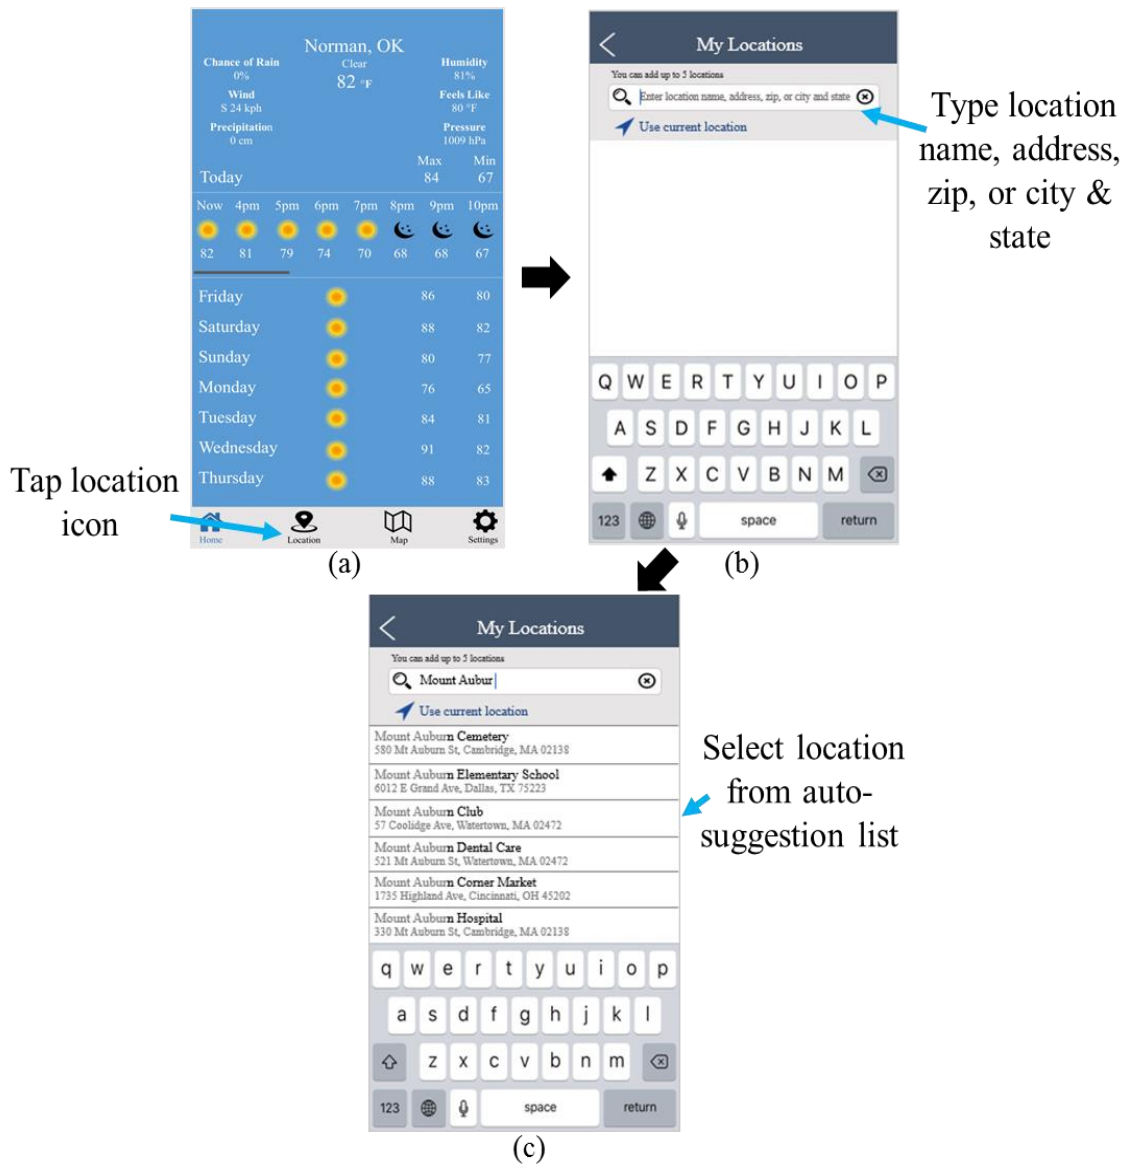 Norman, OK
Clear
82 °F
Chance of Rain
0%
Wind
S 24 kph
Precipitation
0 cm
Humidity
81%
Feels Like
80 °F
Pressure
1009 hPa
Max Min
Today 84 67
Now 4pm 5pm 6pm 7pm 8pm 9pm 10pm
82 81 79 74 70 68 68 67
Friday 86 80
Saturday 88 82
Sunday 80 77
Monday 76 65
Tuesday 84 81
Wednesday 91 82
Thursday 88 83
Home Location Map Settings
Tap location
icon
(a)
My Locations
You can add up to 5 locations
Enter location name, address, zip, or city and state
Use current location
Q W E R T Y U I O P
A S D F G H J K L
Z X C V B N M
123 space return
Type location
name, address,
zip, or city &
state
(b)
My Locations
You can add up to 5 locations
Mount Aubur
Use current location
Mount Auburn Cemetery
580 Mt Auburn St, Cambridge, MA 02138
Mount Auburn Elementary School
6012 E Grand Ave, Dallas, TX 75223
Mount Auburn Club
57 Coolidge Ave, Watertown, MA 02472
Mount Auburn Dental Care
521 Mt Auburn St, Watertown, MA 02472
Mount Auburn Corner Market
1735 Highland Ave, Cincinnati, OH 45202
Mount Auburn Hospital
330 Mt Auburn St, Cambridge, MA 02138
q w e r t y u i o p
a s d f g h j k l
z x c v b n m
123 space return
Select location
from auto-
suggestion list
(c)